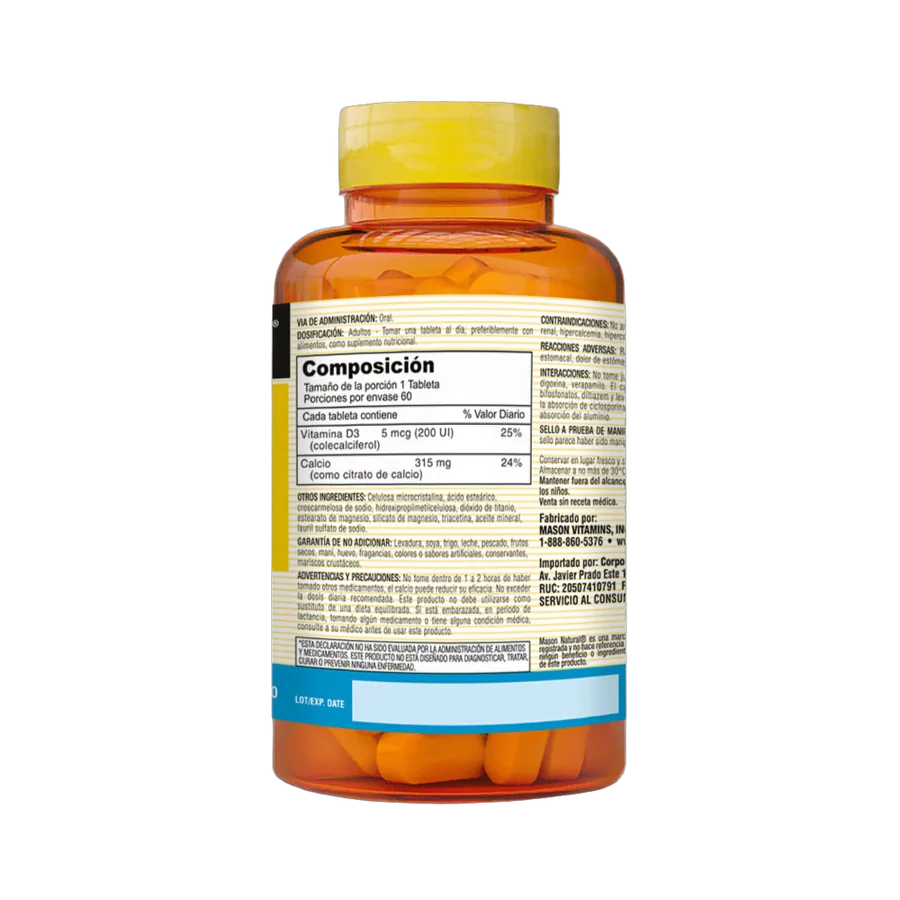 ®
VIA DE ADMINISTRACIÓN: Oral.
DOSIFICACIÓN: Adultos - Tomar una tableta al día, preferiblemente con
alimentos, como suplemento nutricional.
Composición
Tamaño de la porción 1 Tableta
Porciones por envase 60
Cada tableta contiene % Valor Diario
Vitamina D3 5 mcg (200 UI) 25%
(colecalciferol)
Calcio 315 mg 24%
(como citrato de calcio)
OTROS INGREDIENTES: Celulosa microcristalina, ácido esteárico,
croscarmelosa de sodio, hidroxipropilmetilcelulosa, dióxido de titanio,
estearato de magnesio, silicato de magnesio, triacetina, aceite mineral,
lauril sulfato de sodio.
GARANTÍA DE NO ADICIONAR: Levadura, soya, trigo, leche, pescado, frutos
secos, maní, huevo, fragancias, colores o sabores artificiales, conservantes,
mariscos crustáceos.
ADVERTENCIAS Y PRECAUCIONES: No tome dentro de 1 a 2 horas de haber
tomado otros medicamentos, el calcio puede reducir su eficacia. No exceder
la dosis diaria recomendada. Este producto no debe utilizarse como
sustituto de una dieta equilibrada. Si está embarazada, en período de
lactancia, tomando algún medicamento o tiene alguna condición médica,
consulte a su médico antes de usar este producto.
*ESTA DECLARACIÓN NO HA SIDO EVALUADA POR LA ADMINISTRACIÓN DE ALIMENTOS
Y MEDICAMENTOS. ESTE PRODUCTO NO ESTÁ DISEÑADO PARA DIAGNOSTICAR, TRATAR,
CURAR O PREVENIR NINGUNA ENFERMEDAD.
LOT/EXP. DATE
CONTRAINDICACIONES: No
renal, hipercalcemia,
REACCIONES ADVERSAS:
estomacal, dolor de
INTERACCIONES: No tome
digoxina, verapamilo. El
bifosfonatos, diltiazem y
la absorción de
absorción del aluminio.
SELLO A PRUEBA DE
sello parece haber sido
Conservar en lugar fresco y
Almacenar a no más de 30°C
Mantener fuera del alcance
los niños.
Venta sin receta médica.
Fabricado por:
MASON VITAMINS,
1-888-860-5376 •
Importado por: Corpo
Av. Javier Prado Este
RUC: 20507410791
SERVICIO AL
Mason Natural® es una
registrada y no hace referencia
ningún beneficio o
de este producto.